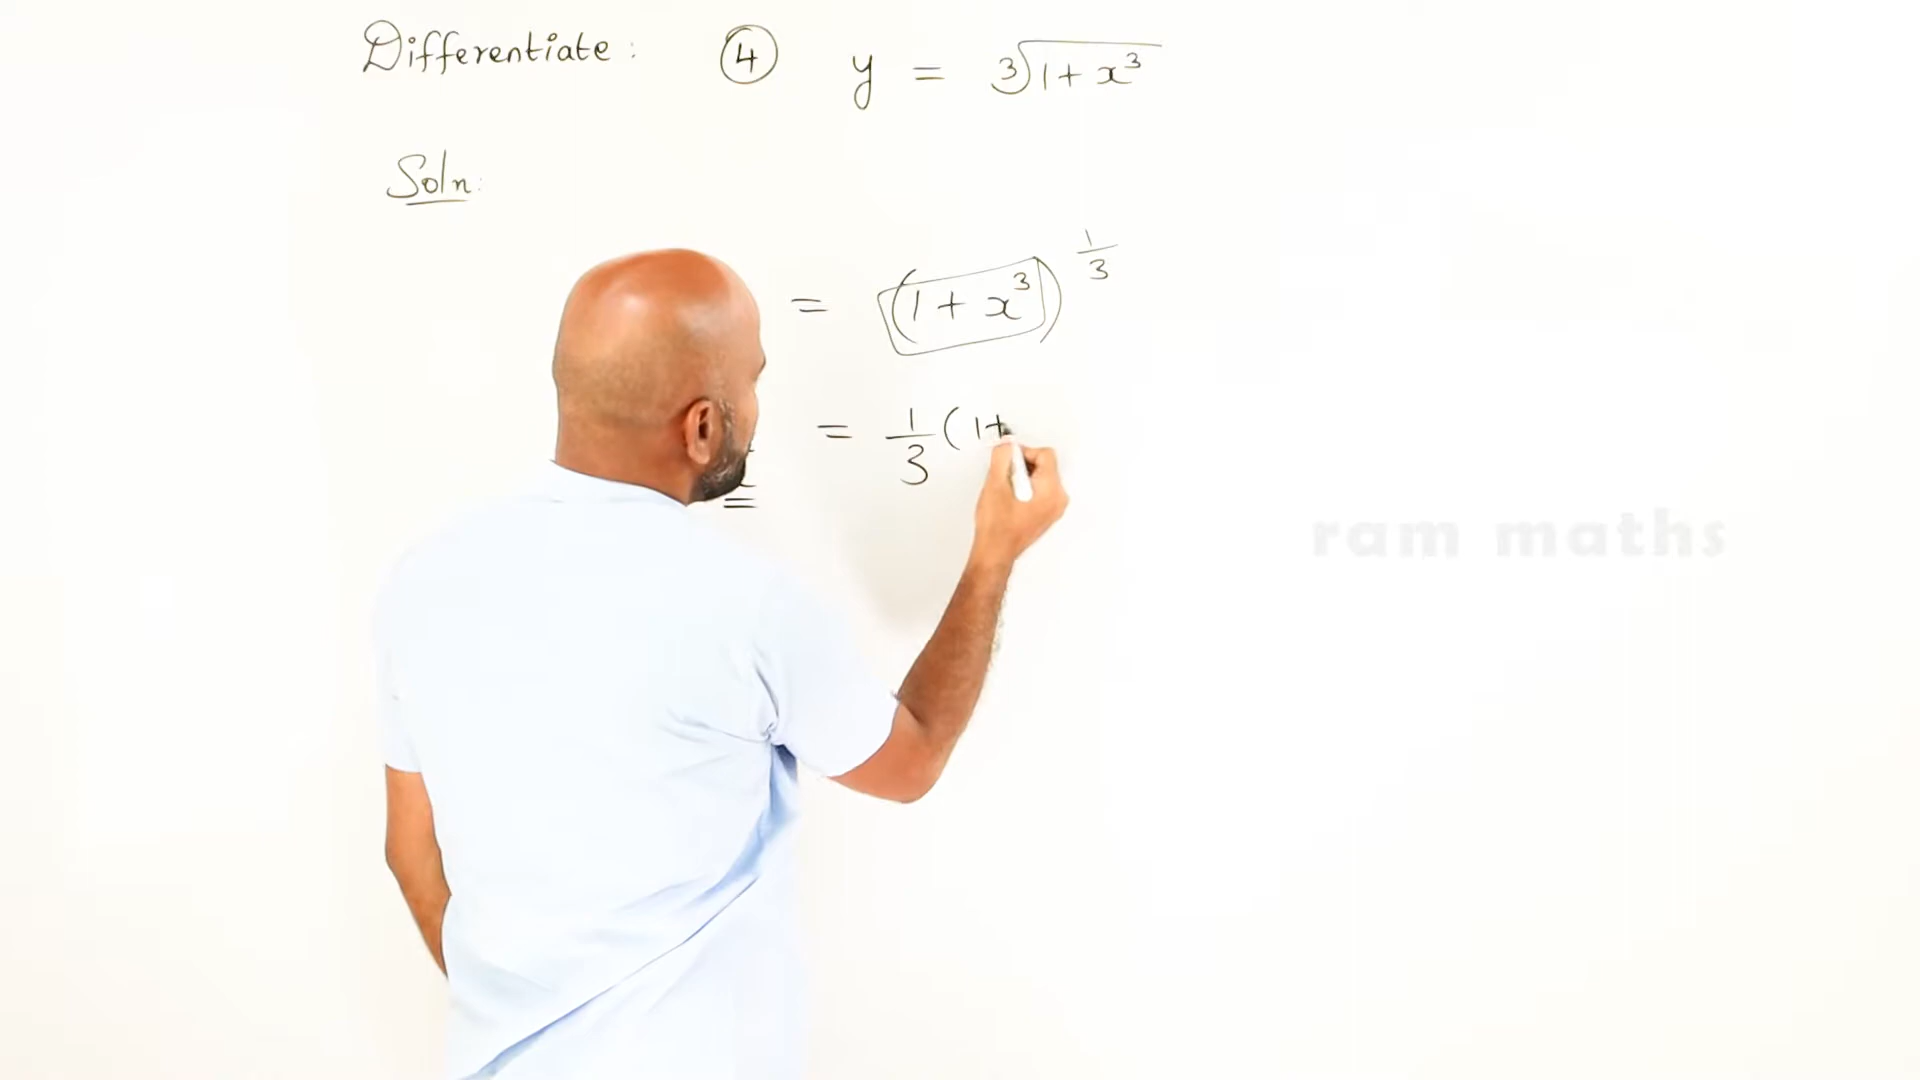 Differentiate: ④ y = ∛1+x³
Soln:
= (1 + x³)^1/3
= 1/3 (1+
ram maths